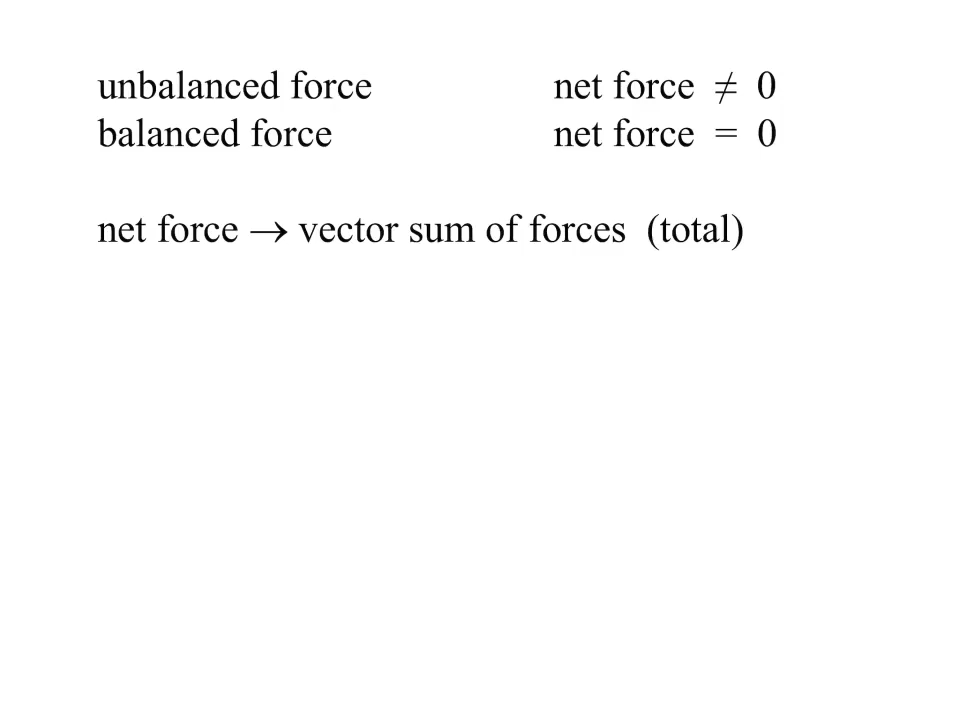 unbalanced force net force ≠ 0
balanced force net force = 0
net force → vector sum of forces (total)